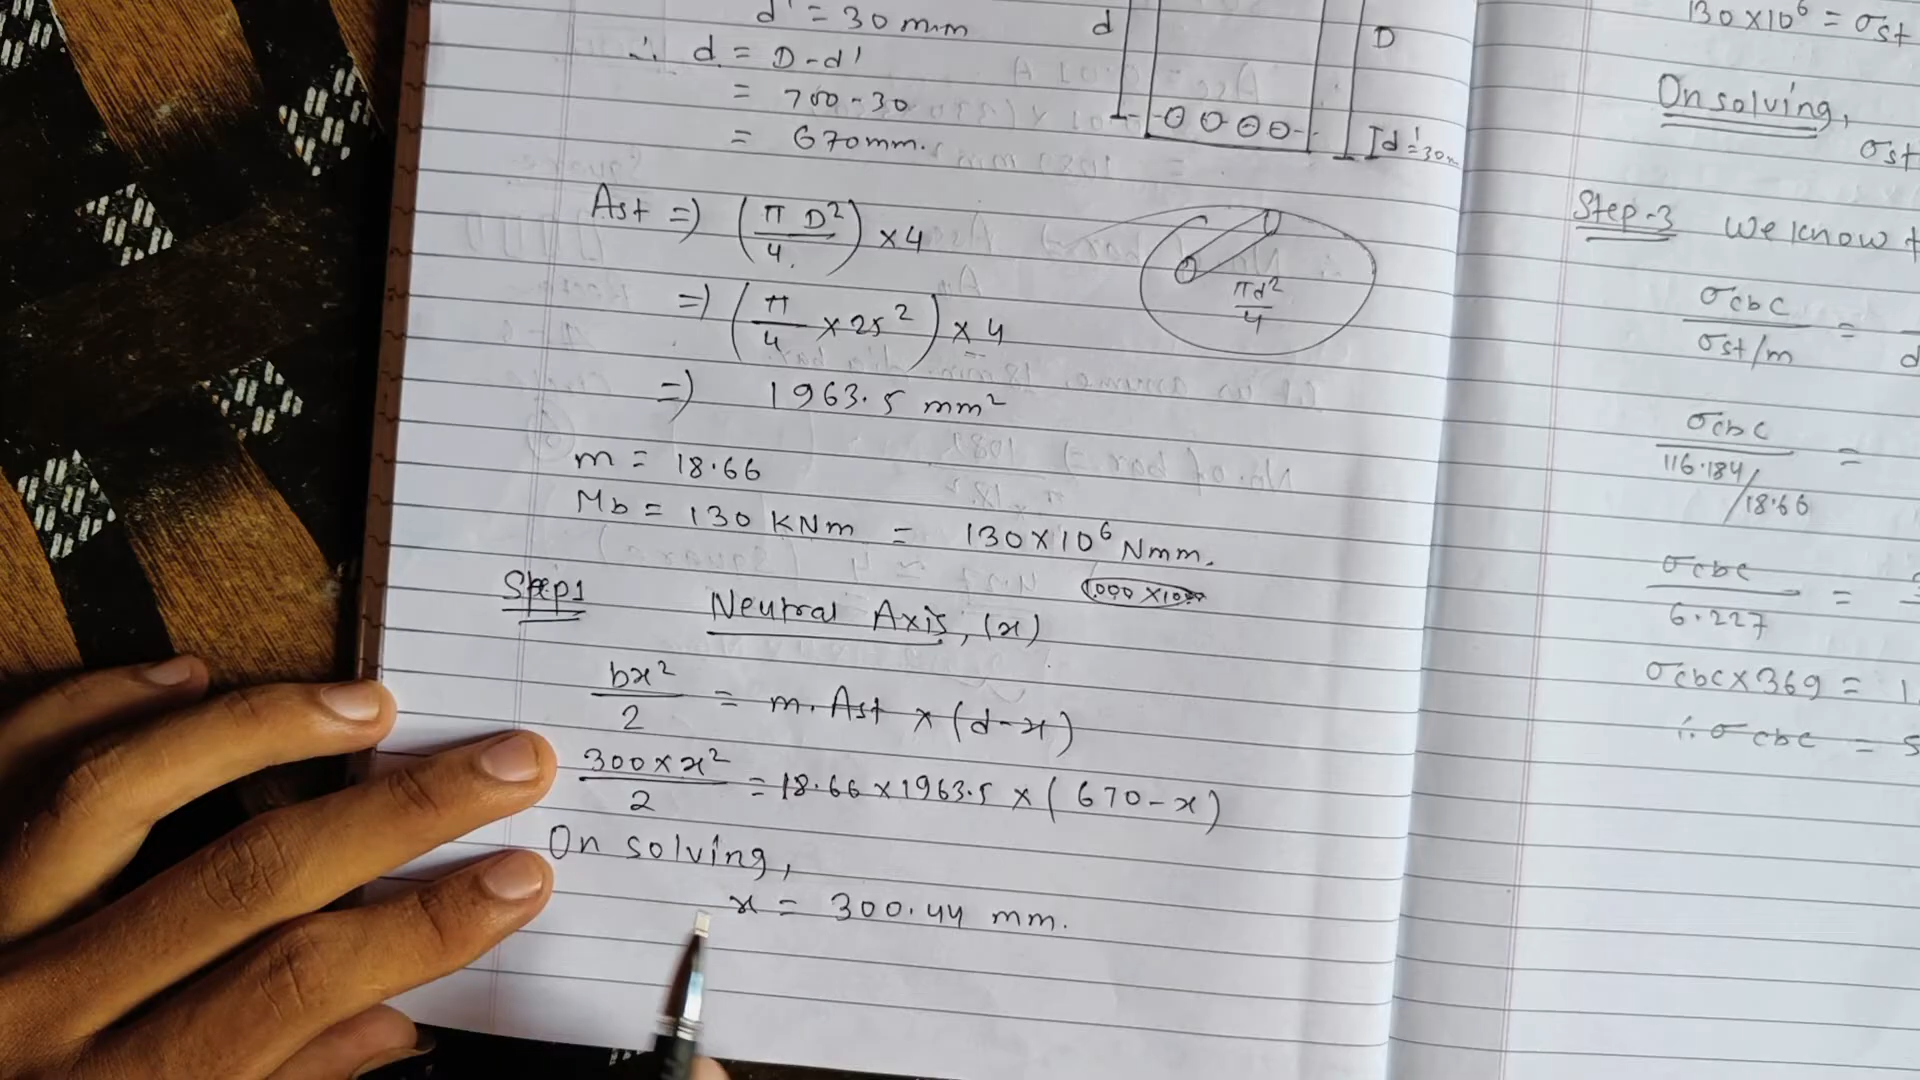 d' = 30 mm
∴ d = D-d'
= 700-30
= 670mm.
d
D
d'=30m
Ast => (π D²/4.) ×4
=> (π/4 × 25²) × 4
πd²/4
=> 1963.5 mm²
m = 18.66
Mb = 130 KNm = 130×10⁶ Nmm.
Step1 Neutral Axis, (x)
bx²/2 = m. Ast × (d-x)
300×x²/2 = 18.66×1963.5 × (670-x)
On solving,
x = 300.44 mm.
130×10⁶ = σst
On solving,
σst
Step-3 We know
σcbc/σst/m =
σcbc/116.184/18.66 =
σcbc/6.227 =
σcbc×369 = 1
∴ σcbc = 5